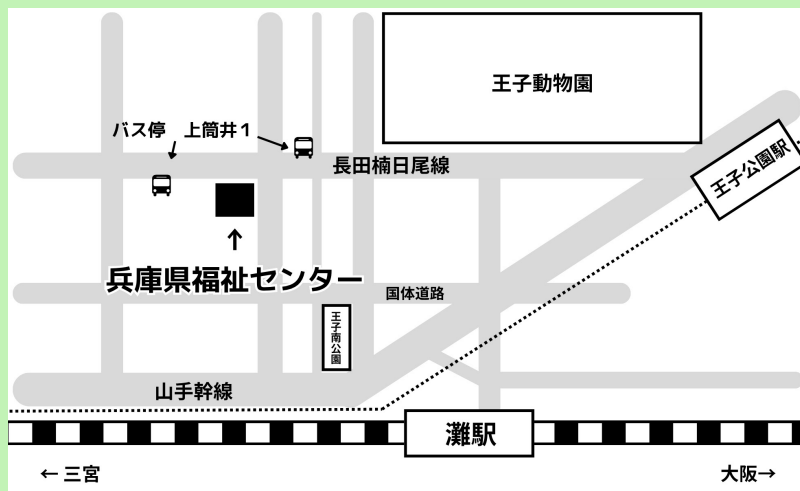 王子動物園
バス停 上筒井1
長田楠日尾線
王子公園駅
兵庫県福祉センター
国体道路
王子南公園
山手幹線
灘駅
← 三宮
大阪→